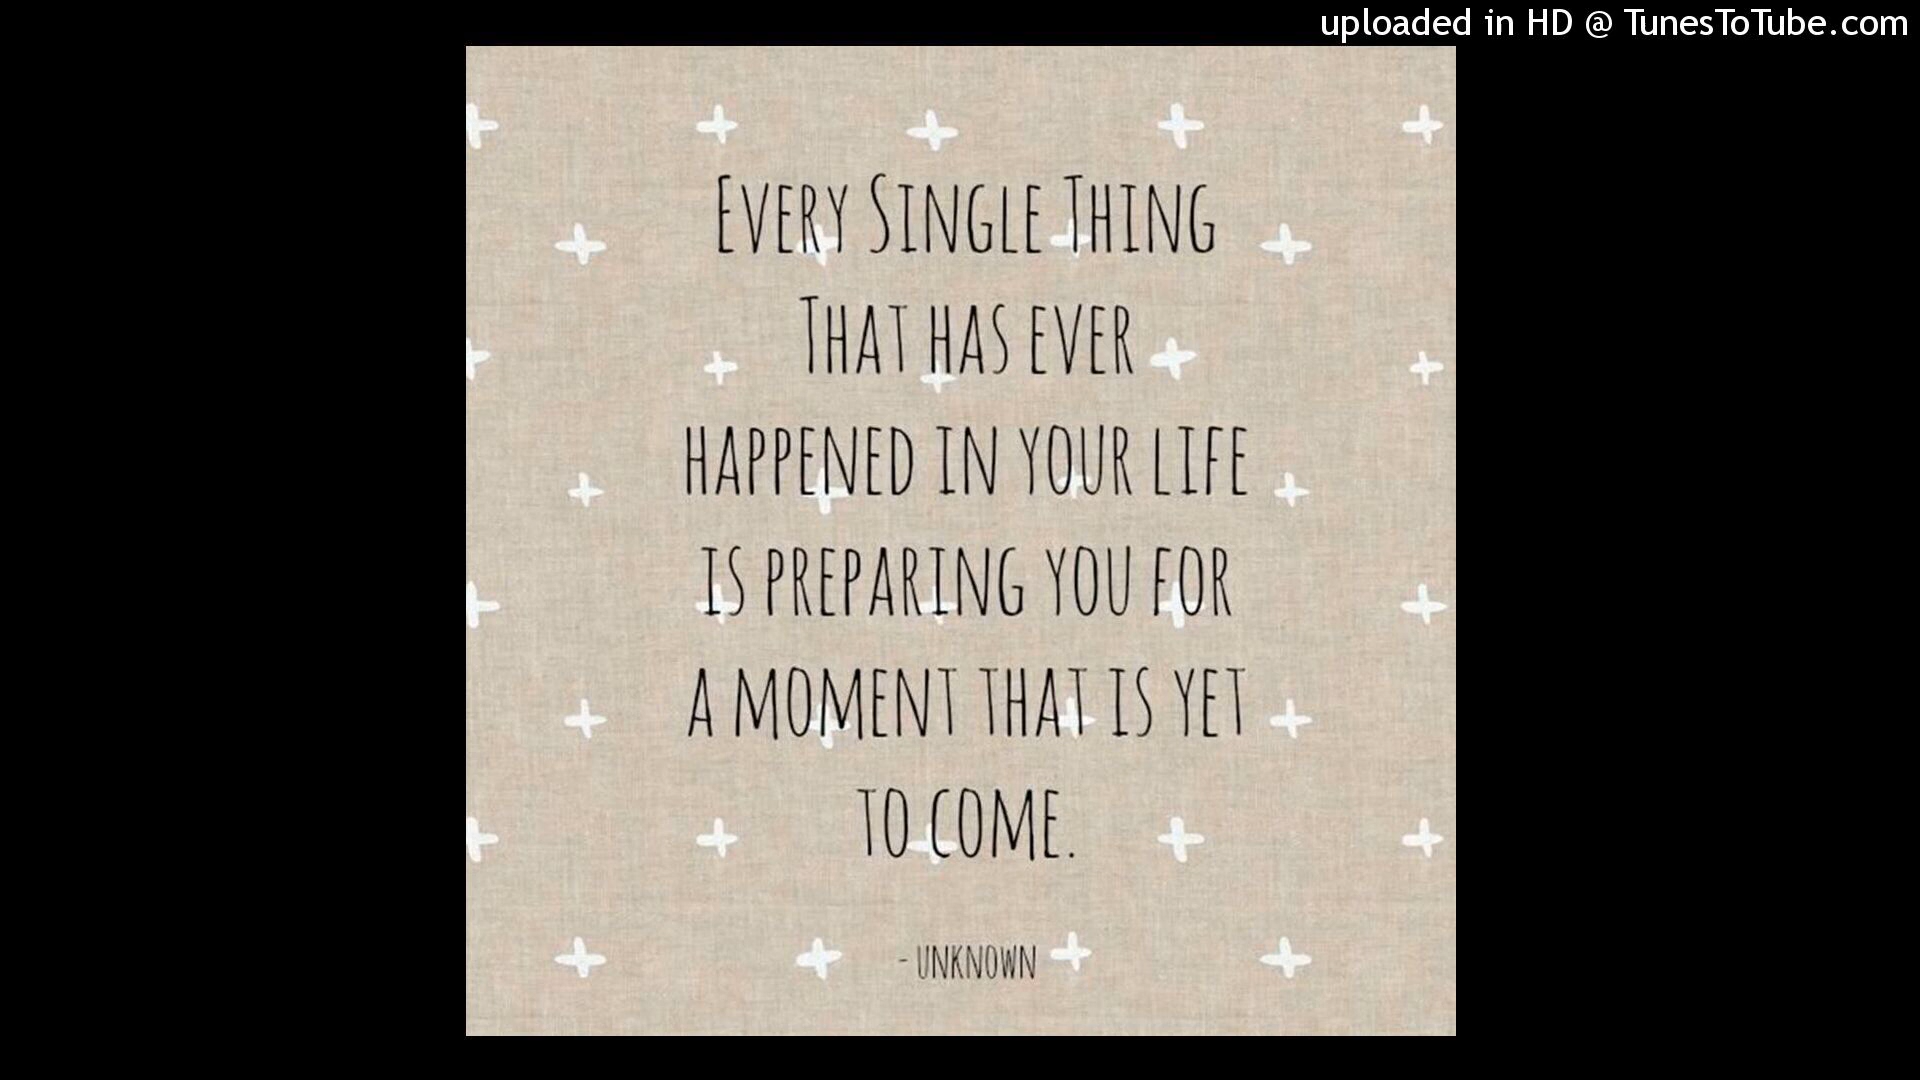 uploaded in HD @ TunesToTube.com
EVERY SINGLE THING
THAT HAS EVER
HAPPENED IN YOUR LIFE
IS PREPARING YOU FOR
A MOMENT THAT IS YET
TO COME.
- UNKNOWN